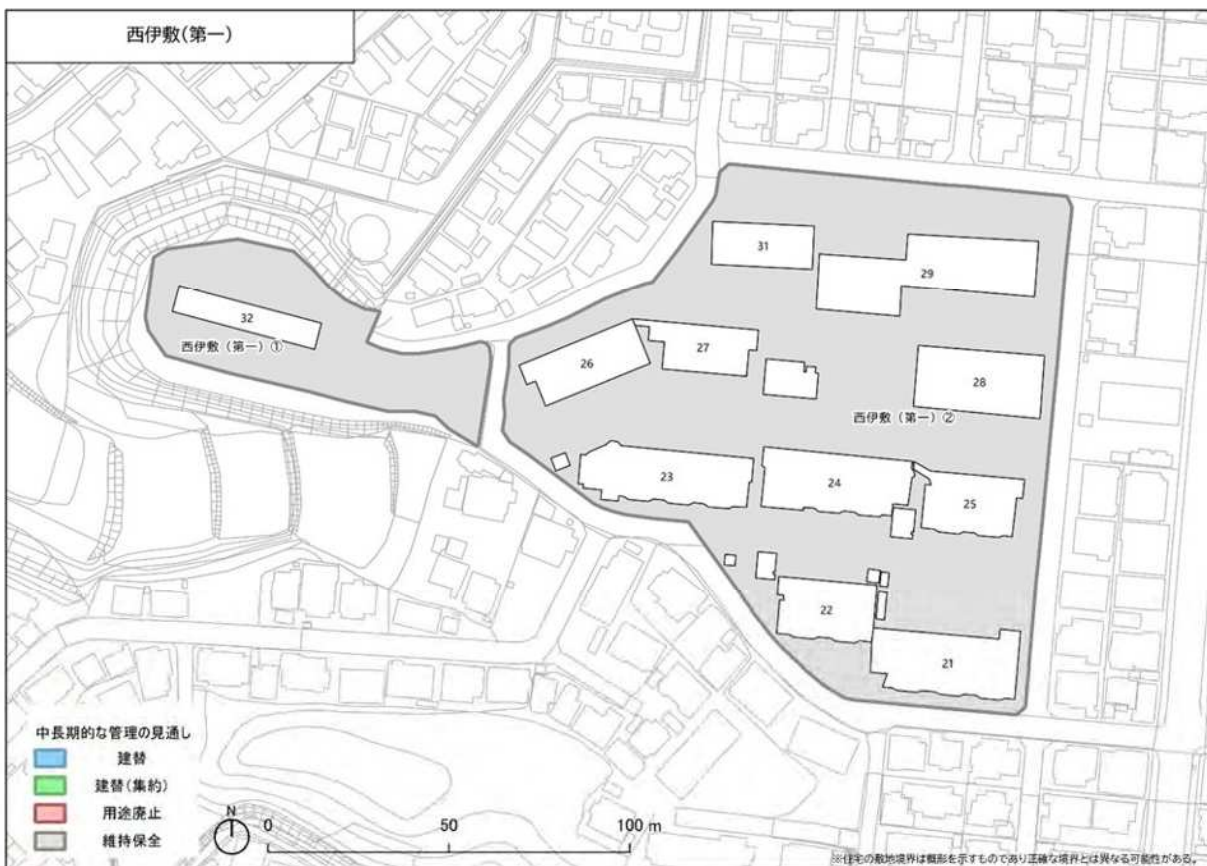 西伊敷(第一)
31
29
32
西伊敷(第一)①
26
27
28
西伊敷(第一)②
23
24
25
22
21
中長期的な管理の見通し
建替
建替(集約)
用途廃止
維持保全
N
0 50 100 m
※住宅の敷地境界は概形を示すものであり正確な境界とは異なる可能性がある。